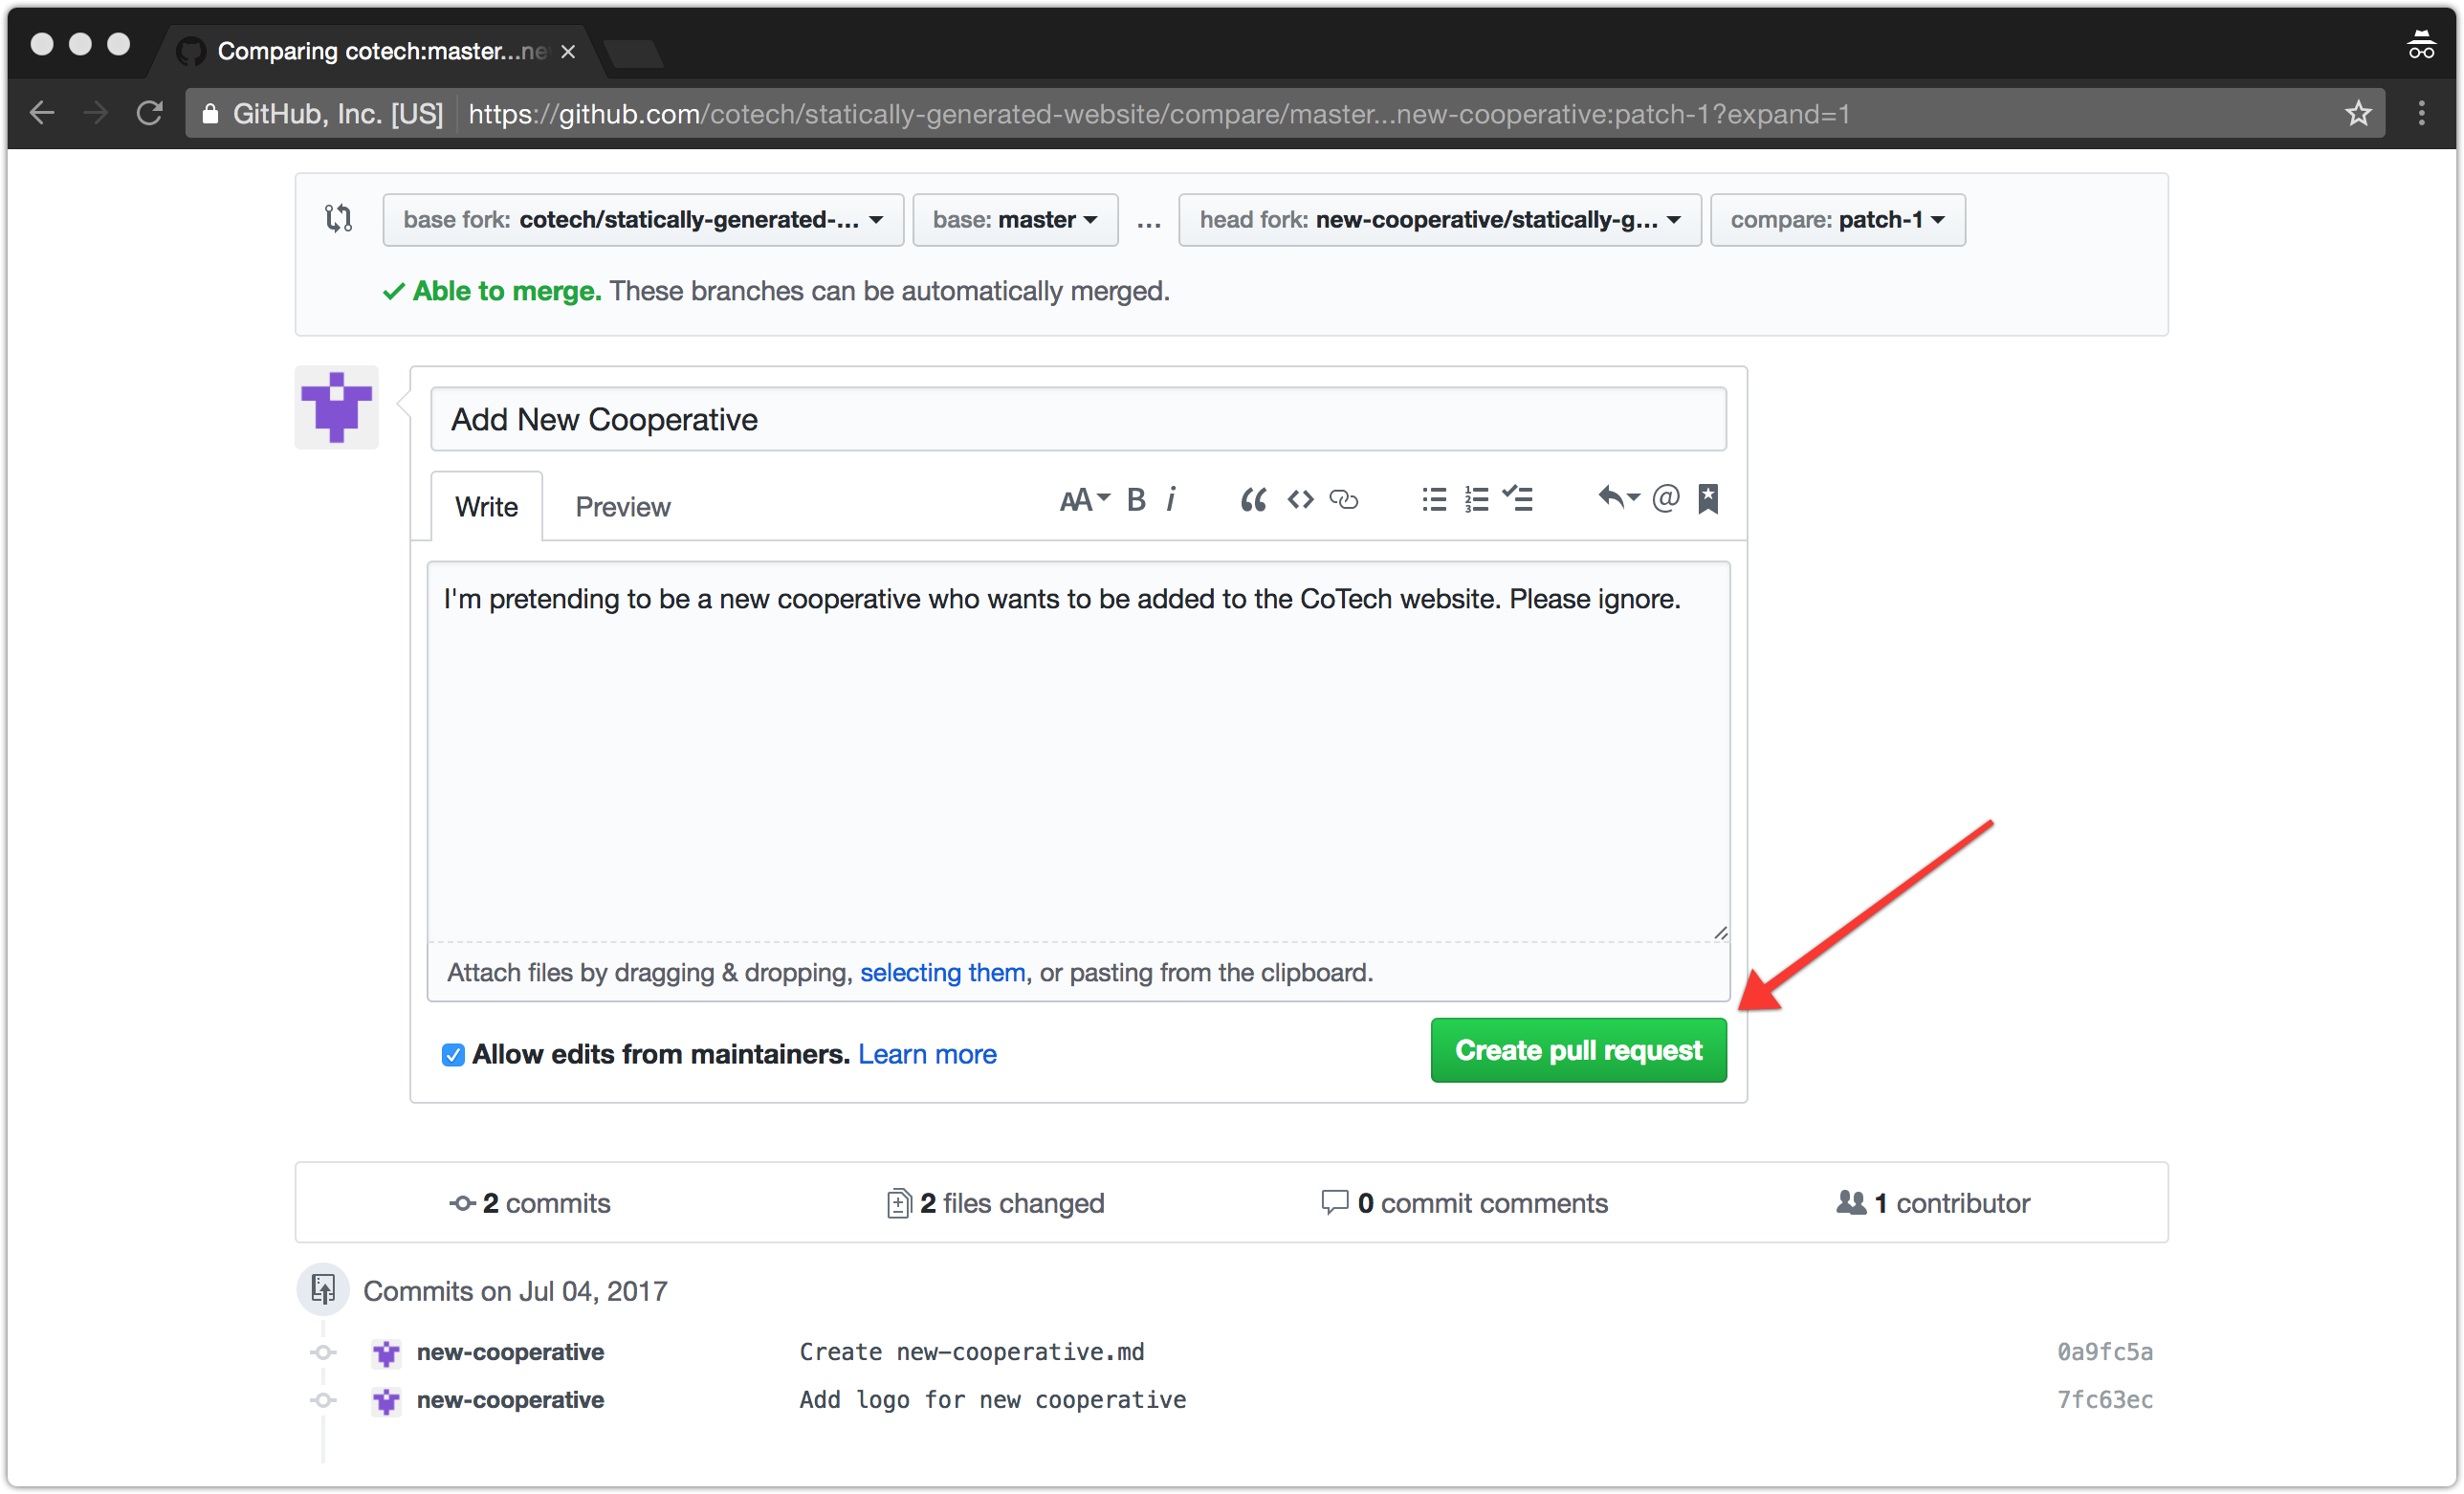 Comparing cotech:master...ne
GitHub, Inc. [US] https://github.com/cotech/statically-generated-website/compare/master...new-cooperative:patch-1?expand=1
base fork: cotech/statically-generated-... base: master ... head fork: new-cooperative/statically-g... compare: patch-1
Able to merge. These branches can be automatically merged.
Add New Cooperative
Write Preview AA B i
I'm pretending to be a new cooperative who wants to be added to the CoTech website. Please ignore.
Attach files by dragging & dropping, selecting them, or pasting from the clipboard.
Allow edits from maintainers. Learn more
Create pull request
2 commits 2 files changed 0 commit comments 1 contributor
Commits on Jul 04, 2017
new-cooperative Create new-cooperative.md 0a9fc5a
new-cooperative Add logo for new cooperative 7fc63ec